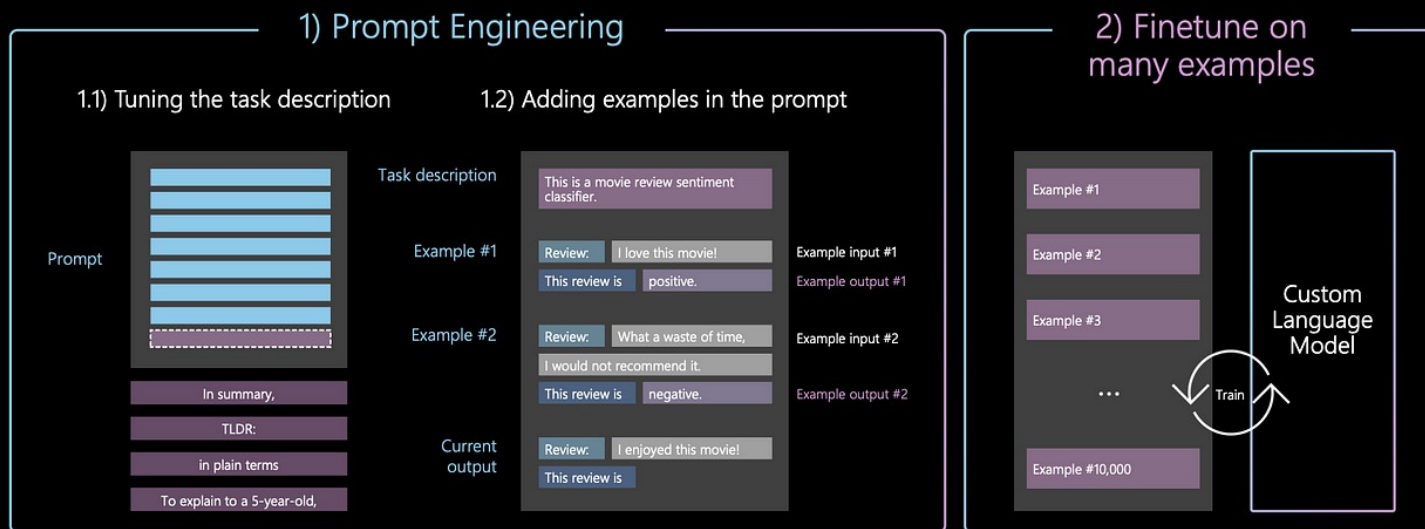 1) Prompt Engineering
1.1) Tuning the task description
Prompt
In summary,
TLDR:
in plain terms
To explain to a 5-year-old,
1.2) Adding examples in the prompt
Task description
This is a movie review sentiment
classifier.
Example #1
Review: I love this movie!
Example input #1
This review is positive.
Example output #1
Example #2
Review: What a waste of time,
Example input #2
I would not recommend it.
This review is negative.
Example output #2
Current
output
Review: I enjoyed this movie!
This review is
2) Finetune on
many examples
Example #1
Example #2
Example #3
...
Example #10,000
Train
Custom
Language
Model